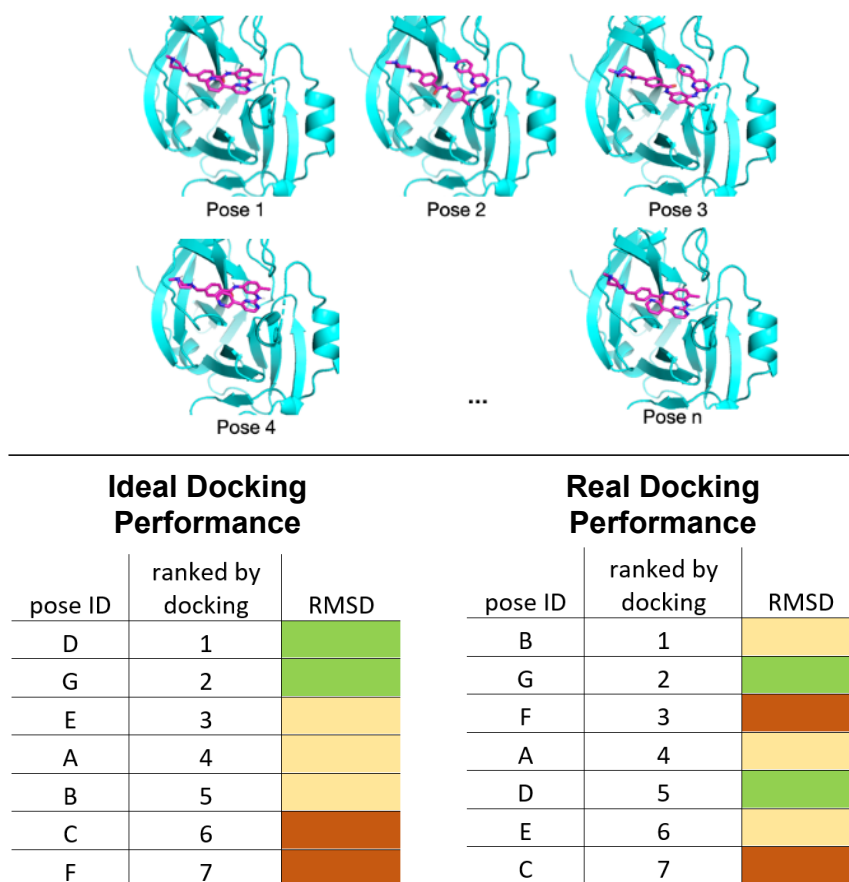 Pose 1
Pose 2
Pose 3
Pose 4
...
Pose n
Ideal Docking
Performance
pose ID
ranked by
docking
RMSD
D 1
G 2
E 3
A 4
B 5
C 6
F 7
Real Docking
Performance
pose ID
ranked by
docking
RMSD
B 1
G 2
F 3
A 4
D 5
E 6
C 7